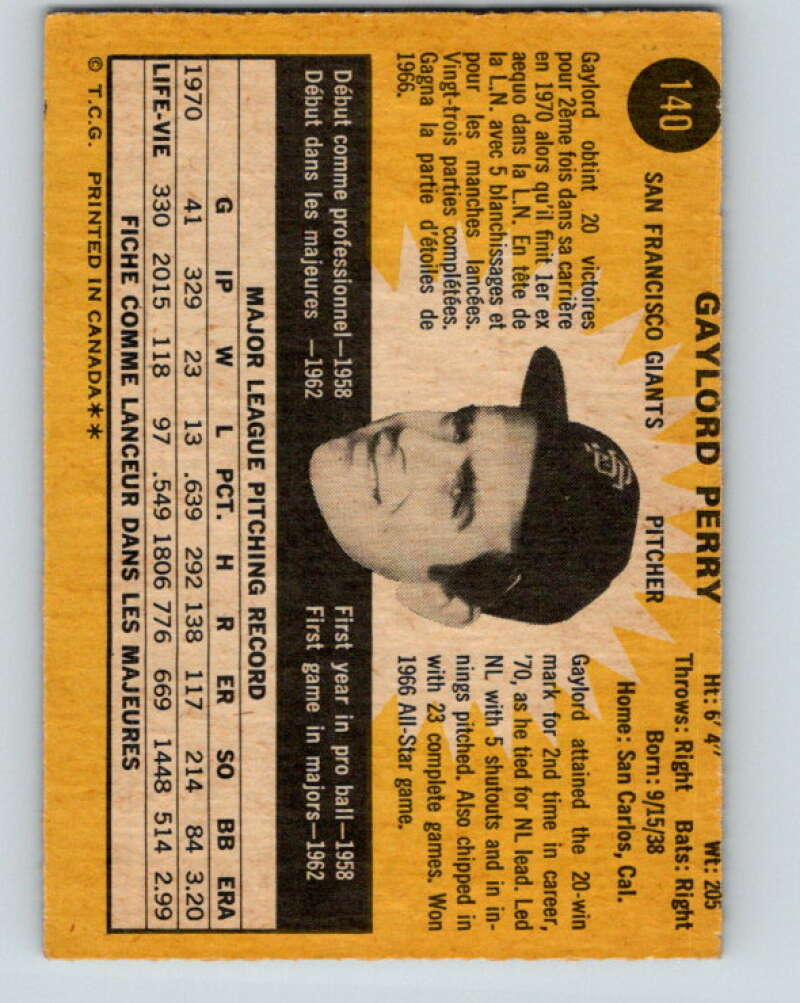 140
GAYLORD PERRY
SAN FRANCISCO GIANTS PITCHER
Ht: 6' 4" Wt: 205
Throws: Right Bats: Right
Born: 9/15/38
Home: San Carlos, Cal.
Gaylord obtint 20 victoires
pour 2ème fois dans sa carrière
en 1970 alors qu'il finit 1er ex
aequo dans la L.N. En tête de
la L.N. avec 5 blanchissages et
pour les manches lancées.
Vingt-trois parties complétées.
Gagna la partie d'étoiles de
1966.
SF
Gaylord attained the 20-win
mark for 2nd time in career,
'70, as he tied for NL lead. Led
NL with 5 shutouts and in in-
nings pitched. Also chipped in
with 23 complete games. Won
1966 All-Star game.
Début comme professionnel—1958 First year in pro ball—1958
Début dans les majeures —1962 First game in majors—1962
MAJOR LEAGUE PITCHING RECORD
G IP W L PCT. H R ER SO BB ERA
1970 41 329 23 13 .639 292 138 117 214 84 3.20
LIFE-VIE 330 2015 118 97 .549 1806 776 669 1448 514 2.99
FICHE COMME LANCEUR DANS LES MAJEURES
© T.C.G. PRINTED IN CANADA**